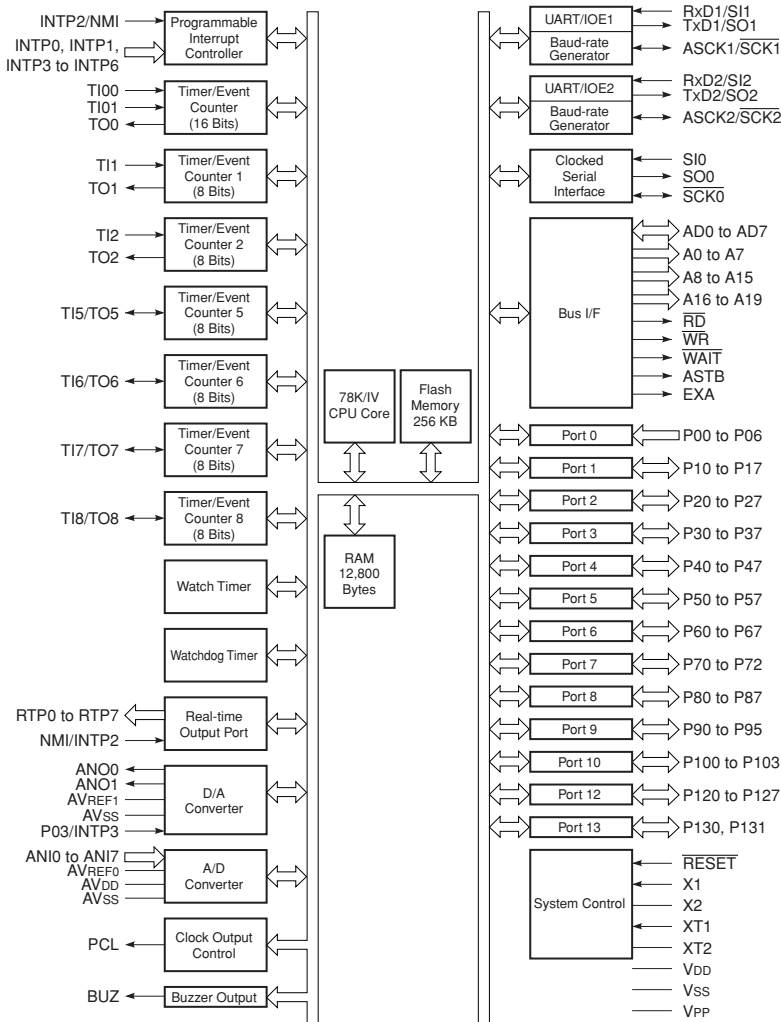 INTP2/NMI
INTP0, INTP1,
INTP3 to INTP6
Programmable
Interrupt
Controller
TI00
TI01
TO0
Timer/Event
Counter
(16 Bits)
TI1
TO1
Timer/Event
Counter 1
(8 Bits)
TI2
TO2
Timer/Event
Counter 2
(8 Bits)
TI5/TO5
Timer/Event
Counter 5
(8 Bits)
TI6/TO6
Timer/Event
Counter 6
(8 Bits)
TI7/TO7
Timer/Event
Counter 7
(8 Bits)
TI8/TO8
Timer/Event
Counter 8
(8 Bits)
Watch Timer
Watchdog Timer
RTP0 to RTP7
NMI/INTP2
Real-time
Output Port
ANO0
ANO1
AVREF1
AVSS
P03/INTP3
D/A
Converter
ANI0 to ANI7
AVREF0
AVDD
AVSS
A/D
Converter
PCL
Clock Output
Control
BUZ
Buzzer Output
78K/IV
CPU Core
Flash
Memory
256 KB
RAM
12,800
Bytes
UART/IOE1
Baud-rate
Generator
RxD1/SI1
TxD1/SO1
ASCK1/SCK1
UART/IOE2
Baud-rate
Generator
RxD2/SI2
TxD2/SO2
ASCK2/SCK2
Clocked
Serial
Interface
SI0
SO0
SCK0
Bus I/F
AD0 to AD7
A0 to A7
A8 to A15
A16 to A19
RD
WR
WAIT
ASTB
EXA
Port 0
P00 to P06
Port 1
P10 to P17
Port 2
P20 to P27
Port 3
P30 to P37
Port 4
P40 to P47
Port 5
P50 to P57
Port 6
P60 to P67
Port 7
P70 to P72
Port 8
P80 to P87
Port 9
P90 to P95
Port 10
P100 to P103
Port 12
P120 to P127
Port 13
P130, P131
System Control
RESET
X1
X2
XT1
XT2
VDD
VSS
VPP